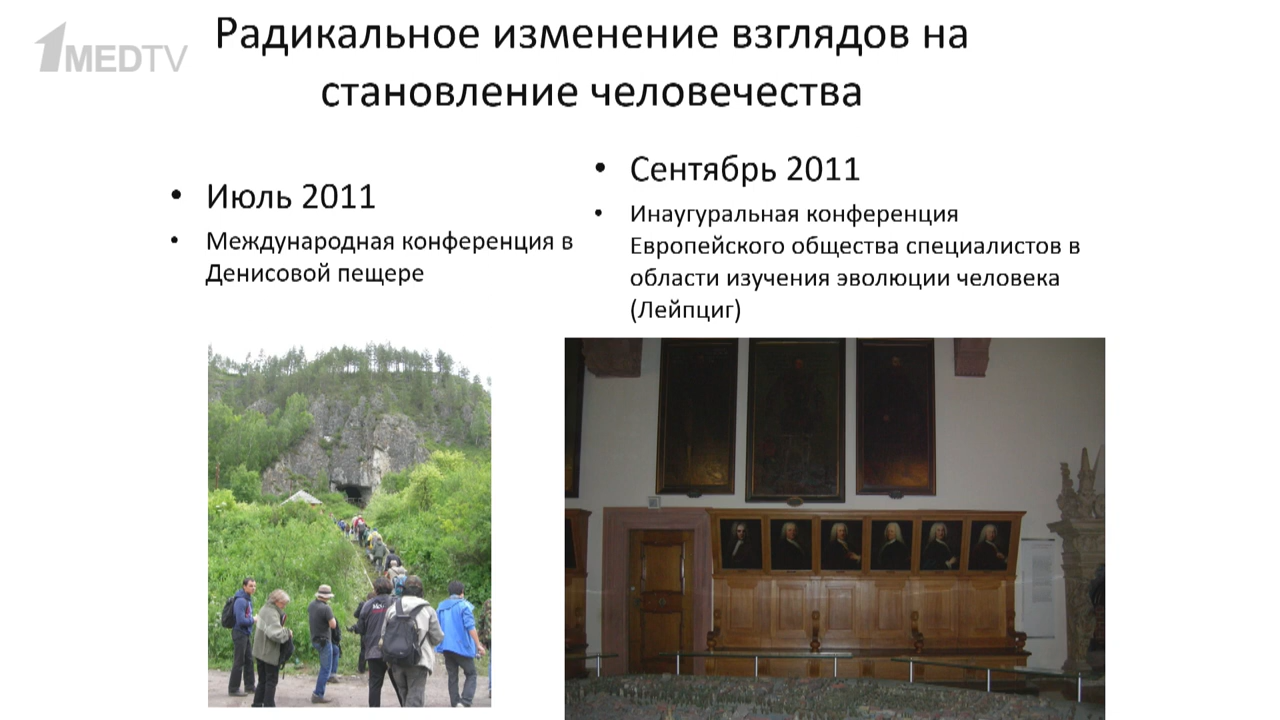 1MEDTV
Радикальное изменение взглядов на
становление человечества
• Июль 2011
• Международная конференция в
Денисовой пещере
• Сентябрь 2011
• Инаугуральная конференция
Европейского общества специалистов в
области изучения эволюции человека
(Лейпциг)